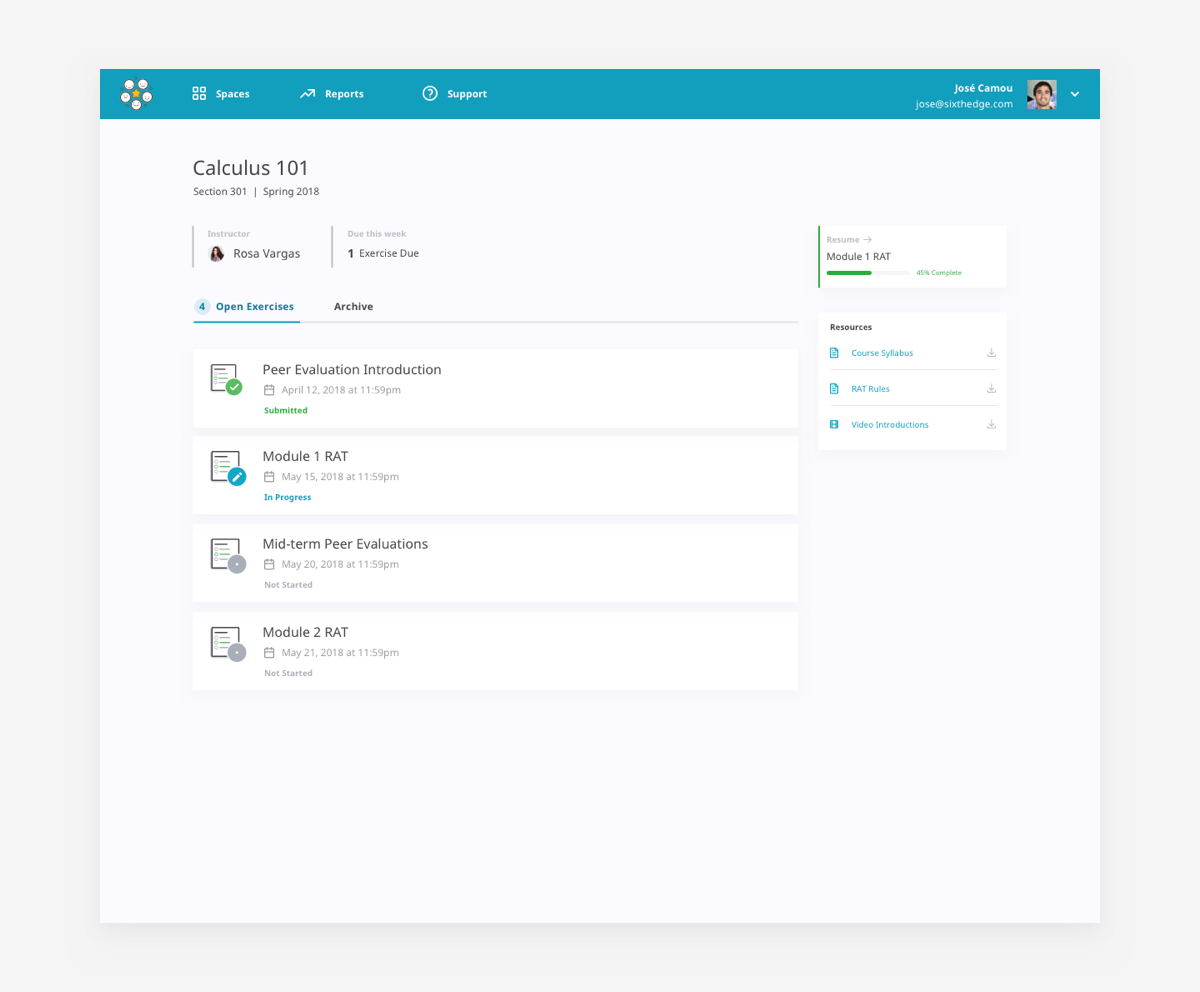 Spaces
Reports
Support
José Camou
jose@sixthedge.com
Calculus 101
Section 301 | Spring 2018
Instructor
Rosa Vargas
Due this week
1 Exercise Due
4 Open Exercises
Archive
Peer Evaluation Introduction
April 12, 2018 at 11:59pm
Submitted
Module 1 RAT
May 15, 2018 at 11:59pm
In Progress
Mid-term Peer Evaluations
May 20, 2018 at 11:59pm
Not Started
Module 2 RAT
May 21, 2018 at 11:59pm
Not Started
Resume →
Module 1 RAT
45% Complete
Resources
Course Syllabus
RAT Rules
Video Introductions